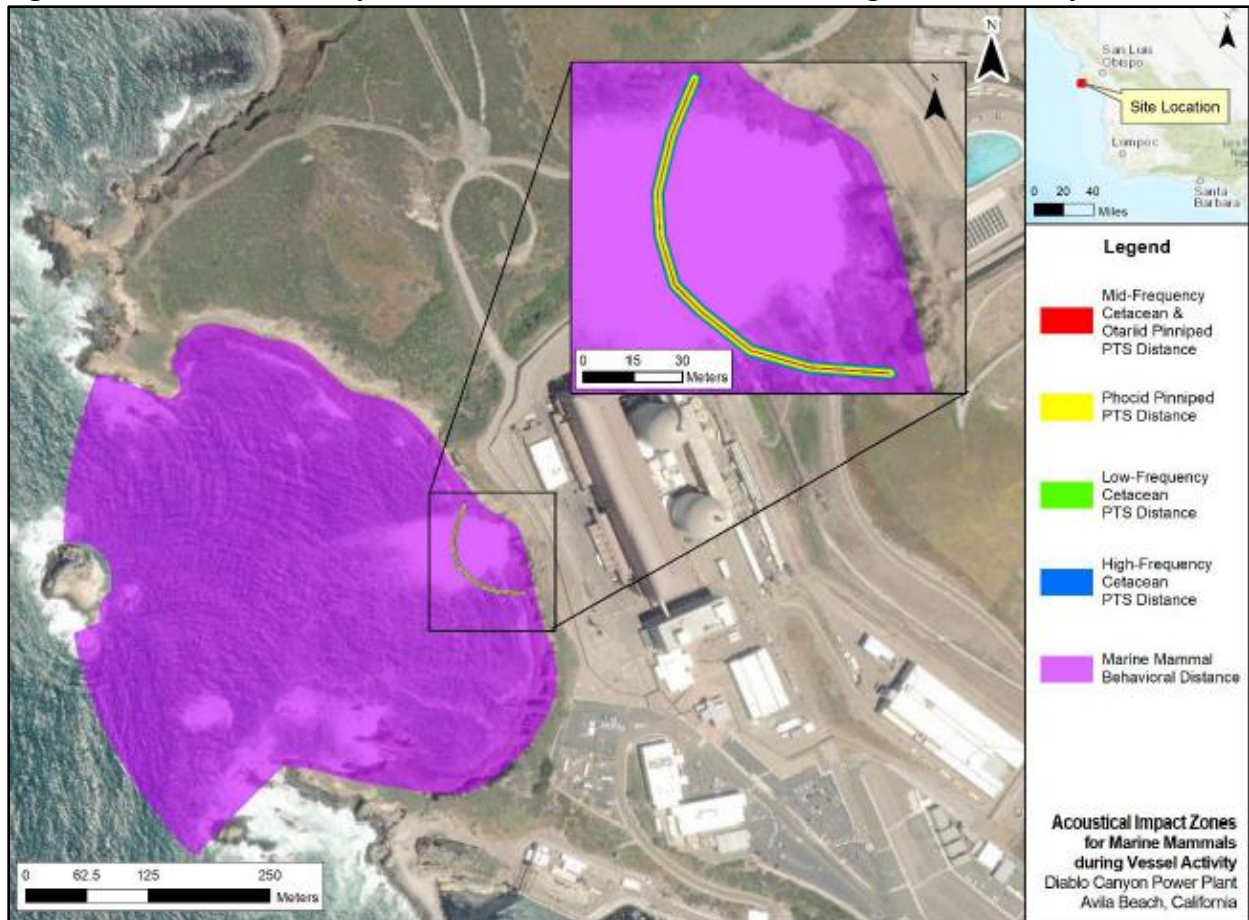 N
N
0 15 30
Meters
0 62.5 125 250
Meters
N
San Luis
Obispo
Site Location
Lompoc
Santa
Barbara
0 20 40
Miles
Legend
Mid-Frequency
Cetacean &
Otariid Pinniped
PTS Distance
Phocid Pinniped
PTS Distance
Low-Frequency
Cetacean
PTS Distance
High-Frequency
Cetacean
PTS Distance
Marine Mammal
Behavioral Distance
Acoustical Impact Zones
for Marine Mammals
during Vessel Activity
Diablo Canyon Power Plant
Avila Beach, California